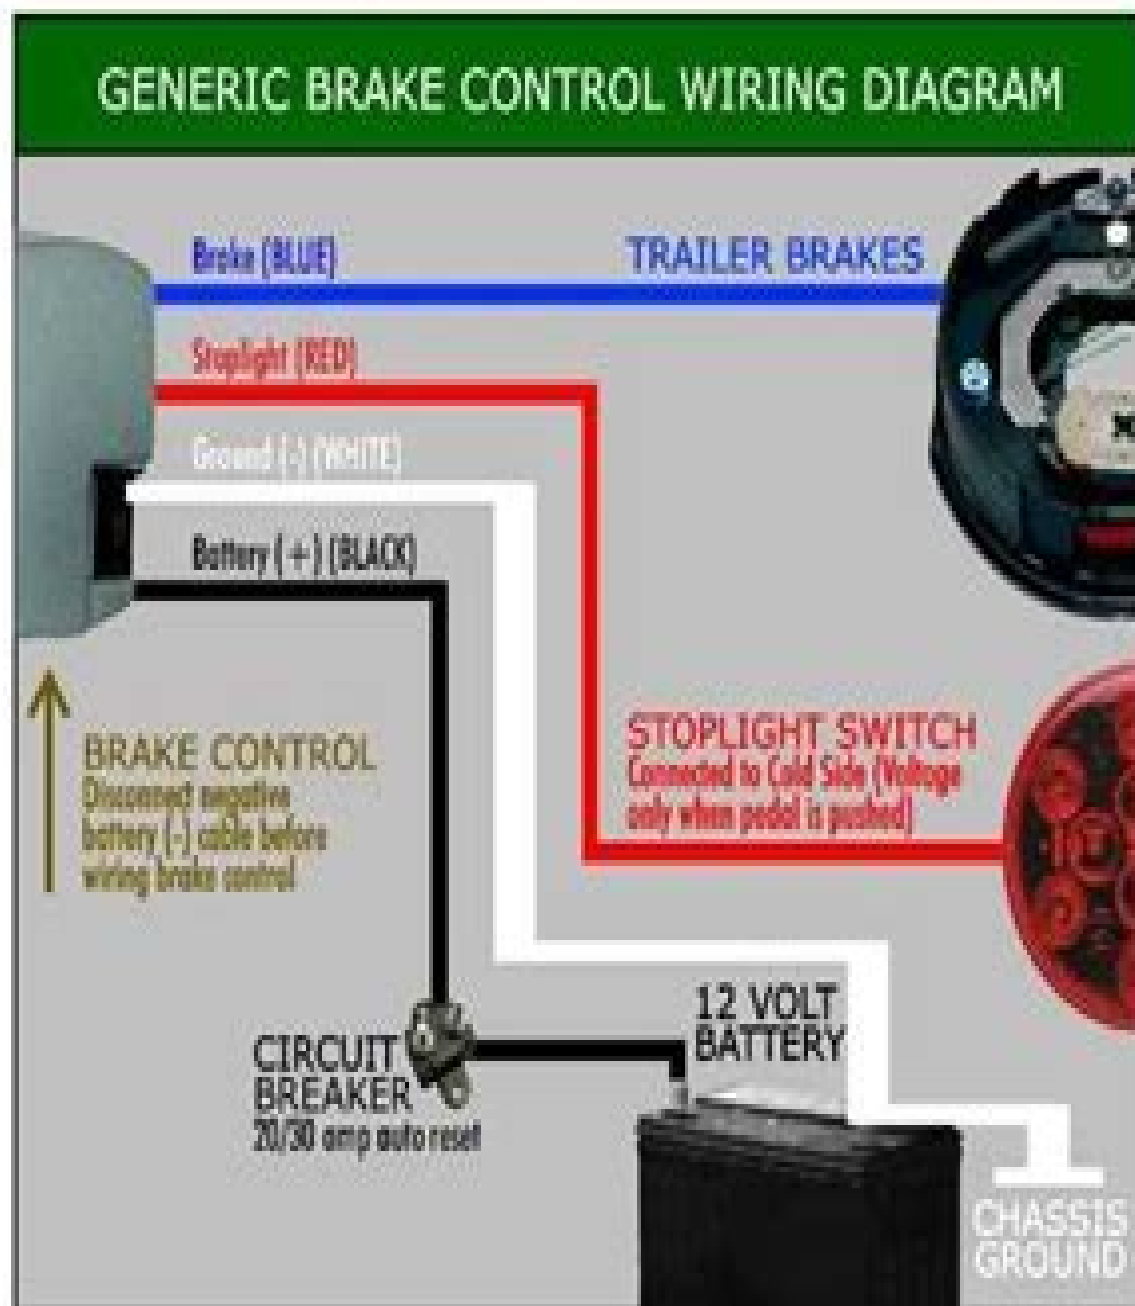 GENERIC BRAKE CONTROL WIRING DIAGRAM
Brake (BLUE)
TRAILER BRAKES
Stoplight (RED)
Ground (-) (WHITE)
Battery (+) (BLACK)
STOPLIGHT SWITCH
Connected to Cold Side (Voltage
only when pedal is pushed)
BRAKE CONTROL
Disconnect negative
battery (-) cable before
wiring brake control
12 VOLT
BATTERY
CIRCUIT
BREAKER
20/30 amp auto reset
CHASSIS
GROUND